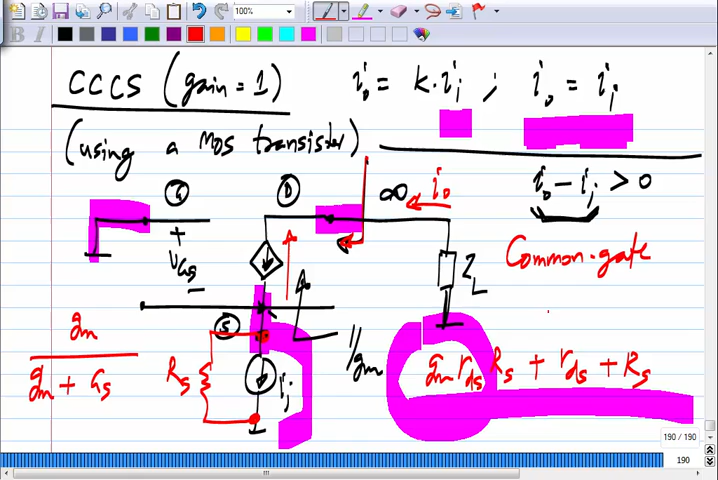 100%
B
CCCS (gain = 1) i₀ = k·iᵢ ; i₀ = iᵢ
(using a MOS transistor)
G D ∞ i₀ i₀ - iᵢ > 0
+
VGS
-
Common-gate
ZL
S
gm
gm + Gs
Rs
iᵢ
1/gm
gm rds Rs + rds + Rs
190 / 190
190